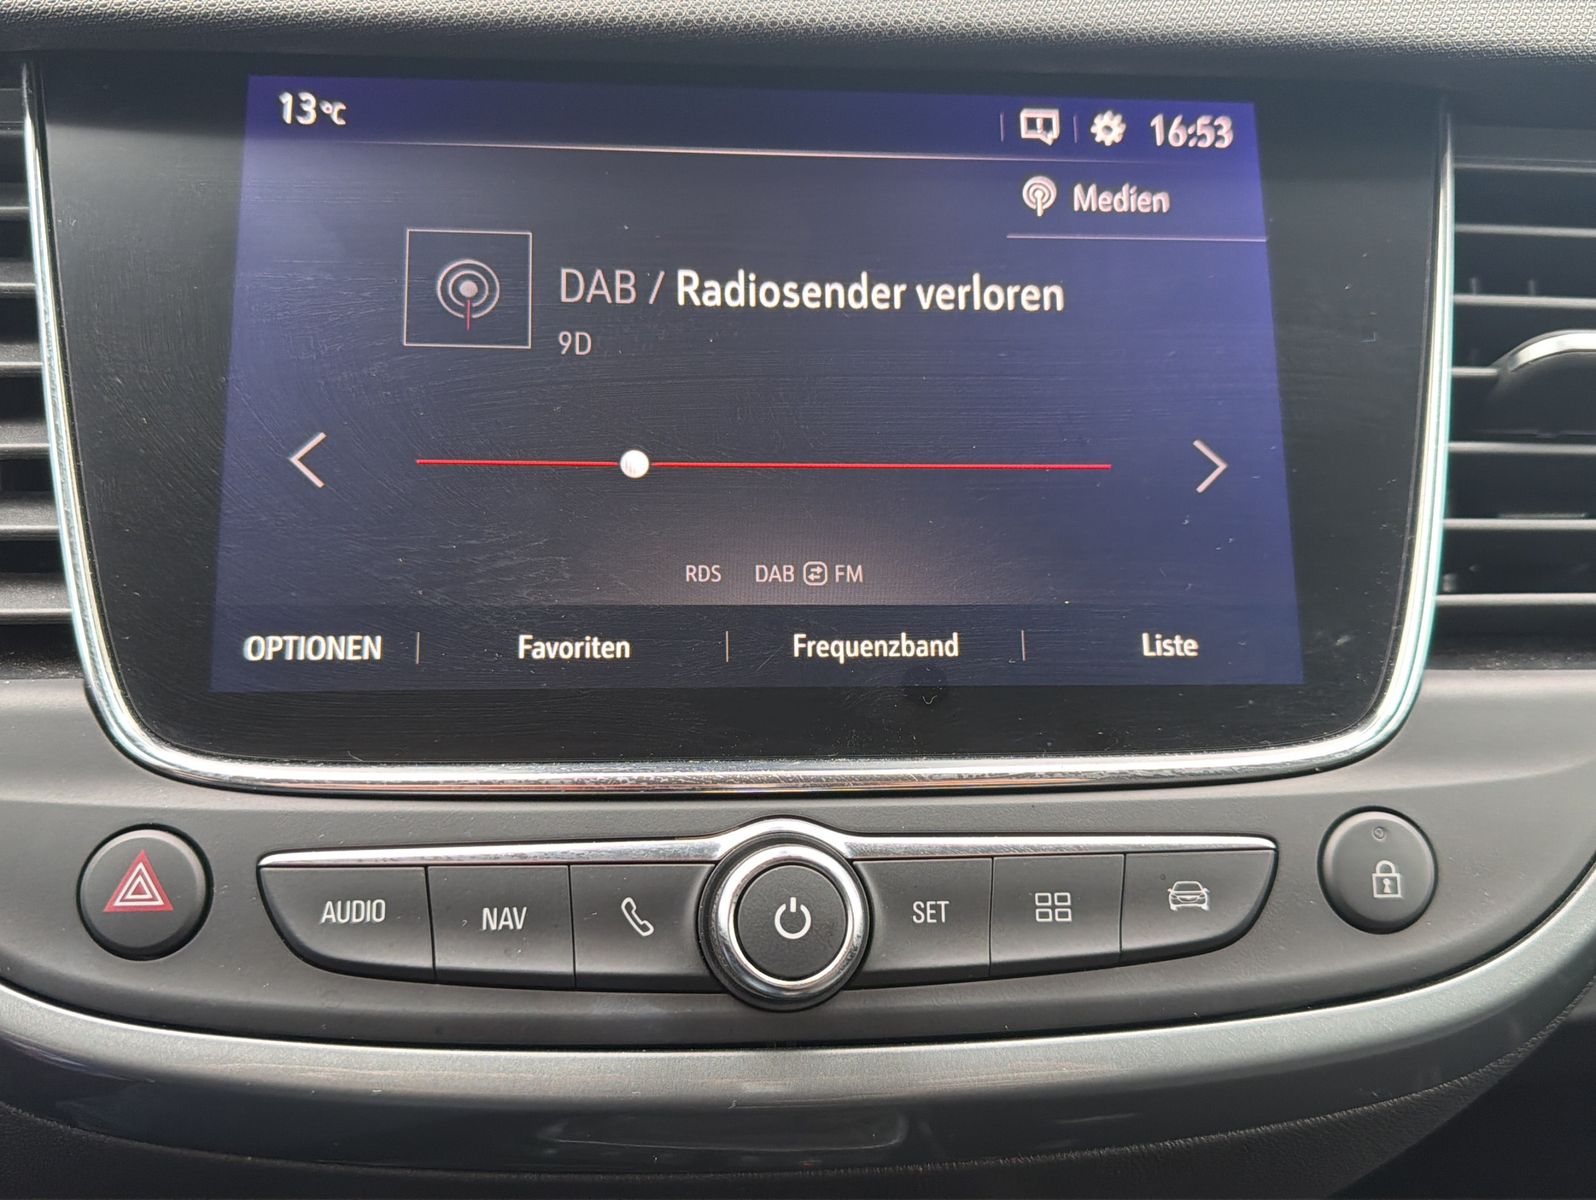 13°C
16:53
Medien
DAB / Radiosender verloren
9D
RDS DAB FM
OPTIONEN Favoriten Frequenzband Liste
AUDIO NAV SET